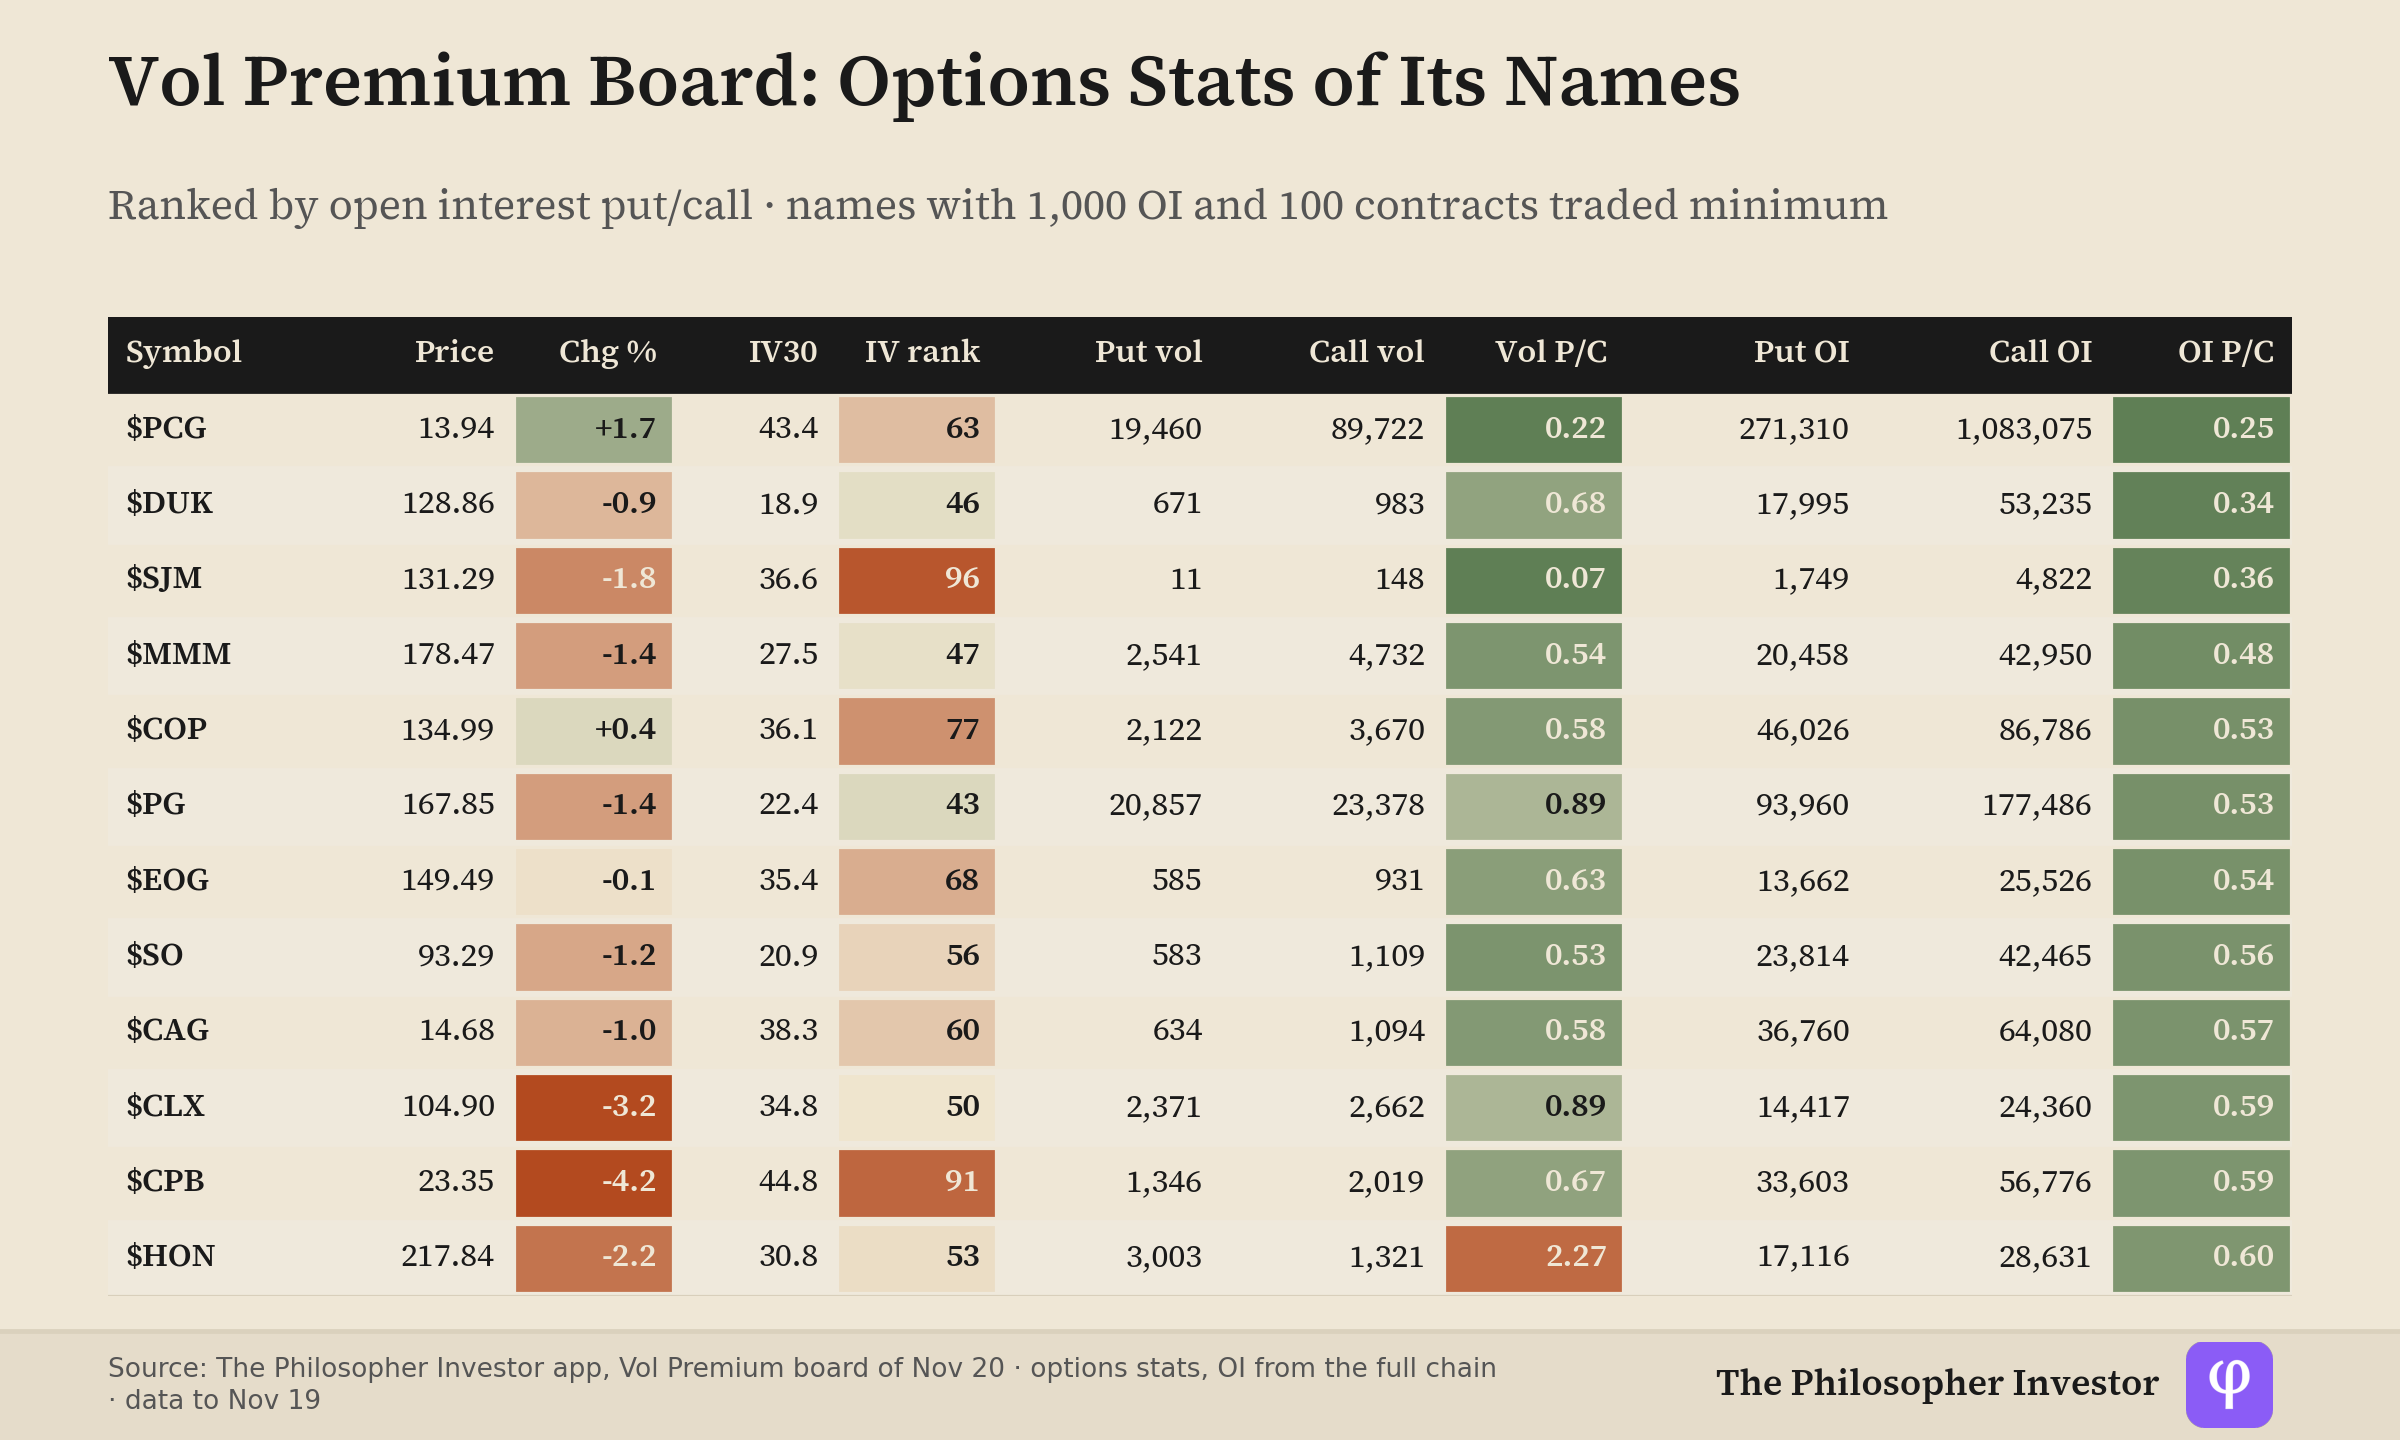 Vol Premium Board: Options Stats of Its Names
Ranked by open interest put/call · names with 1,000 OI and 100 contracts traded minimum
Symbol Price Chg % IV30 IV rank Put vol Call vol Vol P/C Put OI Call OI OI P/C
$PCG 13.94 +1.7 43.4 63 19,460 89,722 0.22 271,310 1,083,075 0.25
$DUK 128.86 -0.9 18.9 46 671 983 0.68 17,995 53,235 0.34
$SJM 131.29 -1.8 36.6 96 11 148 0.07 1,749 4,822 0.36
$MMM 178.47 -1.4 27.5 47 2,541 4,732 0.54 20,458 42,950 0.48
$COP 134.99 +0.4 36.1 77 2,122 3,670 0.58 46,026 86,786 0.53
$PG 167.85 -1.4 22.4 43 20,857 23,378 0.89 93,960 177,486 0.53
$EOG 149.49 -0.1 35.4 68 585 931 0.63 13,662 25,526 0.54
$SO 93.29 -1.2 20.9 56 583 1,109 0.53 23,814 42,465 0.56
$CAG 14.68 -1.0 38.3 60 634 1,094 0.58 36,760 64,080 0.57
$CLX 104.90 -3.2 34.8 50 2,371 2,662 0.89 14,417 24,360 0.59
$CPB 23.35 -4.2 44.8 91 1,346 2,019 0.67 33,603 56,776 0.59
$HON 217.84 -2.2 30.8 53 3,003 1,321 2.27 17,116 28,631 0.60
Source: The Philosopher Investor app, Vol Premium board of Nov 20 · options stats, OI from the full chain
· data to Nov 19
The Philosopher Investor φ